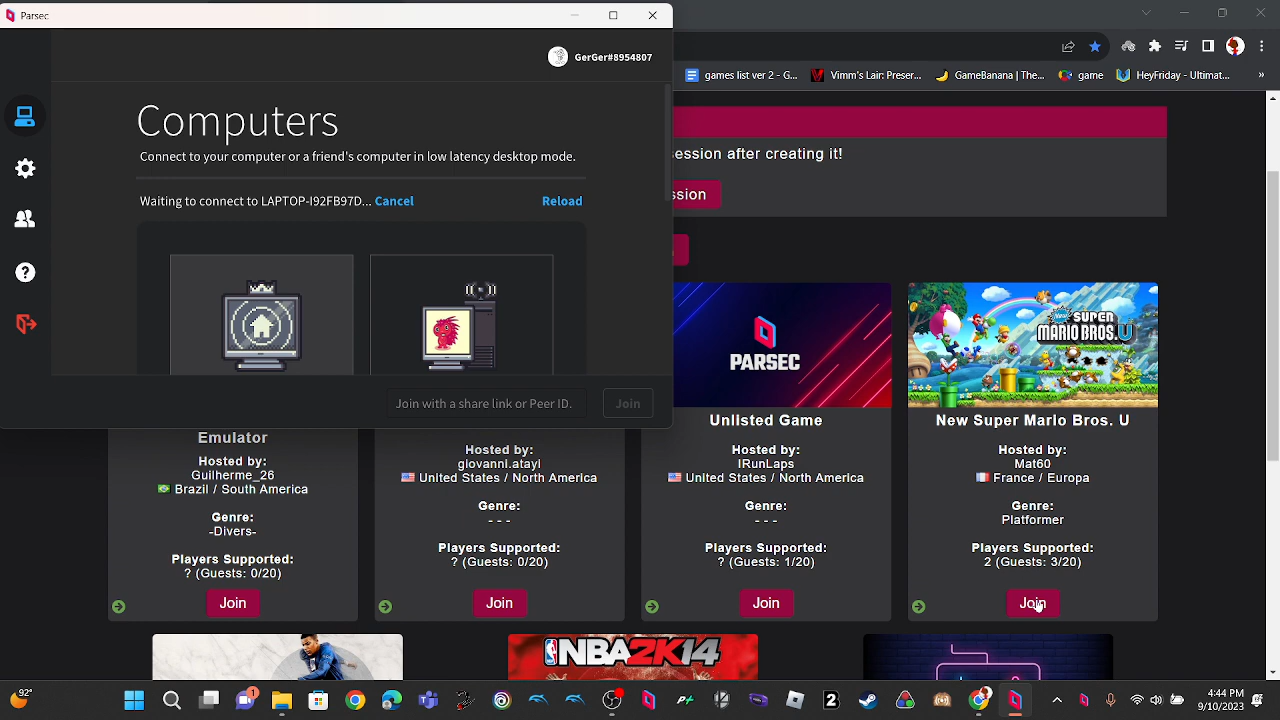 Parsec
GerGer#8954807
Computers
Connect to your computer or a friend's computer in low latency desktop mode.
Waiting to connect to LAPTOP-I92FB97D... Cancel
Reload
Join with a share link or Peer ID.
Join
games list ver 2 - G...
Vimm's Lair: Preser...
GameBanana | The...
game
HeyFrogey - Ultimat...
»
ession after creating it!
ssion
PARSEC
NEW SUPER MARIO BROS. U
Emulator
Hosted by:
Guilherme_26
Brazil / South America
Genre:
-Divers-
Players Supported:
? (Guests: 0/20)
Join
Hosted by:
giovanni.atayl
United States / North America
Genre:
- - -
Players Supported:
? (Guests: 0/20)
Join
Unlisted Game
Hosted by:
IRunLaps
United States / North America
Genre:
- - -
Players Supported:
? (Guests: 1/20)
Join
New Super Mario Bros. U
Hosted by:
Mat60
France / Europa
Genre:
Platformer
Players Supported:
2 (Guests: 3/20)
Join
NBA2K14
92°
1
2
4:44 PM
9/10/2023